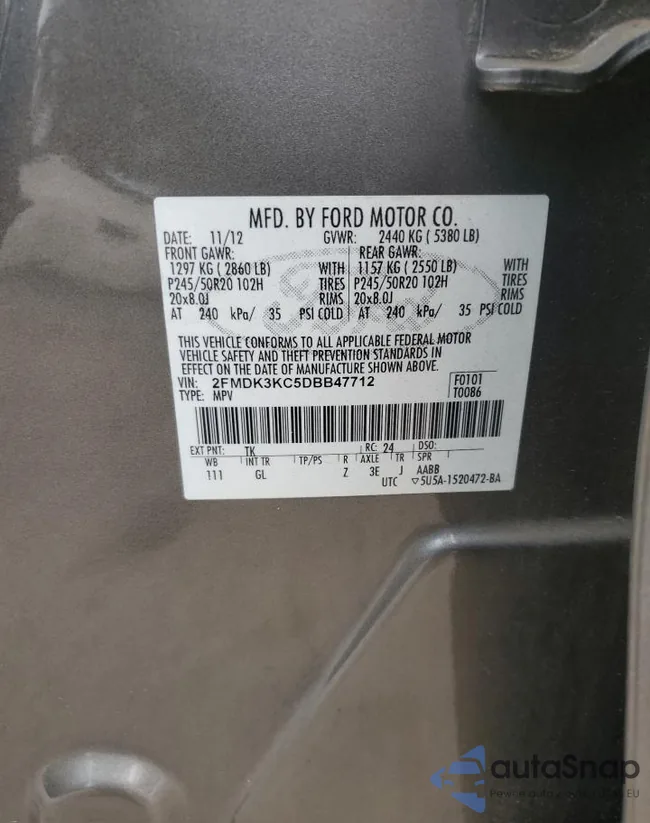 MFD. BY FORD MOTOR CO.
DATE: 11/12 GVWR: 2440 KG ( 5380 LB)
FRONT GAWR: REAR GAWR:
1297 KG ( 2860 LB) WITH 1157 KG ( 2550 LB) WITH
P245/50R20 102H TIRES P245/50R20 102H TIRES
20x8.0J RIMS 20x8.0J RIMS
AT 240 kPa/ 35 PSI COLD AT 240 kPa/ 35 PSI COLD
THIS VEHICLE CONFORMS TO ALL APPLICABLE FEDERAL MOTOR
VEHICLE SAFETY AND THEFT PREVENTION STANDARDS IN
EFFECT ON THE DATE OF MANUFACTURE SHOWN ABOVE.
VIN: 2FMDK3KC5DBB47712 F0101
TYPE: MPV T0086
EXT PNT: TK RC: 24 DSO:
WB INT TR TP/PS R AXLE TR SPR
111 GL Z 3E J AABB
UTC ▽5U5A-1520472-BA
autoSnap